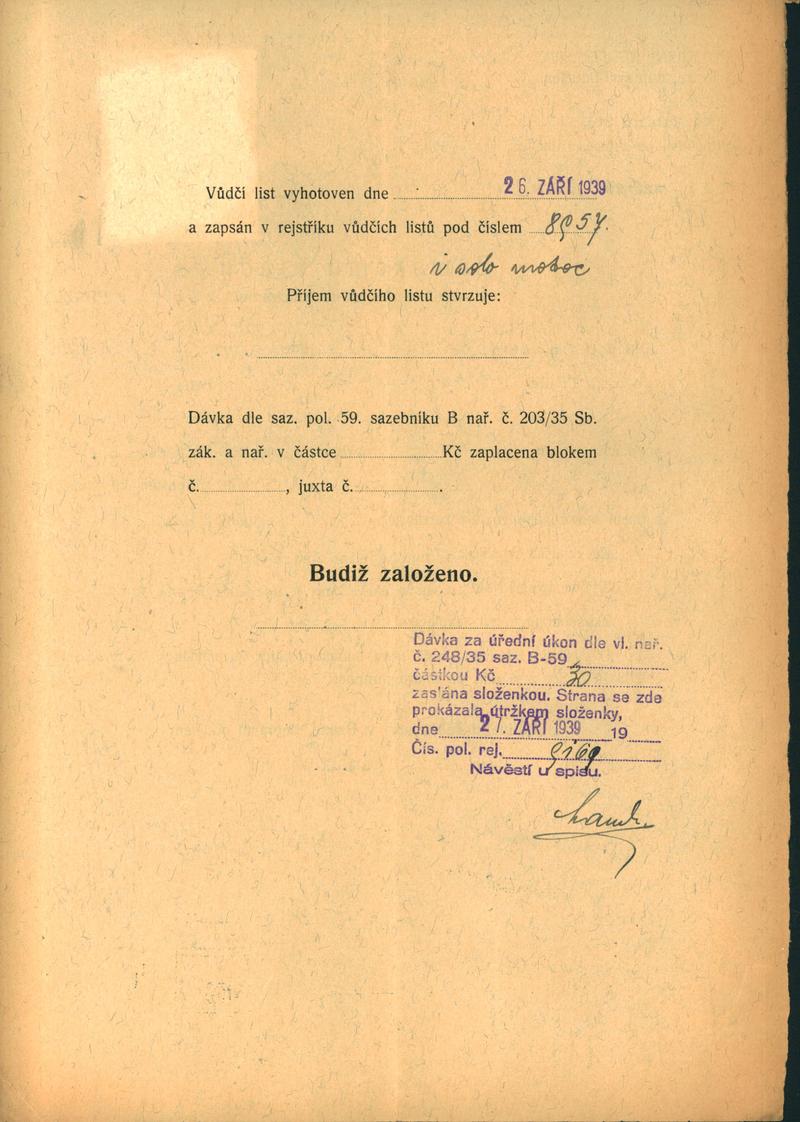 Vůdčí list vyhotoven dne 26. ZÁŘÍ 1939
a zapsán v rejstříku vůdčích listů pod číslem 8957.
i solo motoc
Příjem vůdčího listu stvrzuje:
Dávka dle saz. pol. 59. sazebníku B nař. č. 203/35 Sb.
zák. a nař. v částce Kč zaplacena blokem
č. , juxta č. .
Budiž založeno.
Dávka za úřední úkon dle vl. nař.
č. 248/35 saz. B-59
částkou Kč 30
zaslána složenkou. Strana se zde
prokázala útržkem složenky,
dne 27. ZÁŘÍ 1939 19
Čís. pol. rej.
Návěstí u spisu.